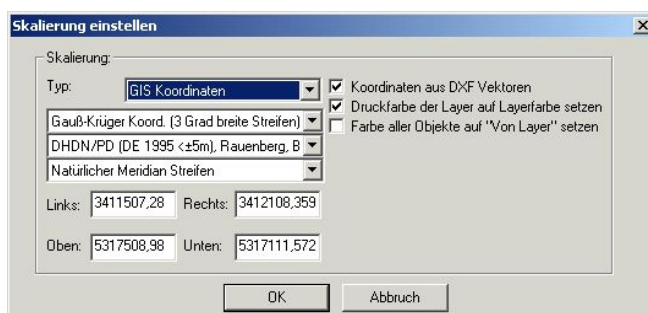 Skalierung einstellen
Skalierung:
Typ: GIS Koordinaten
Gauß-Krüger Koord. (3 Grad breite Streifen)
DHDN/PD (DE 1995 <±5m), Rauenberg, B
Natürlicher Meridian Streifen
Koordinaten aus DXF Vektoren
Druckfarbe der Layer auf Layerfarbe setzen
Farbe aller Objekte auf "Von Layer" setzen
Links: 3411507,28 Rechts: 3412108,359
Oben: 5317508,98 Unten: 5317111,572
OK Abbruch